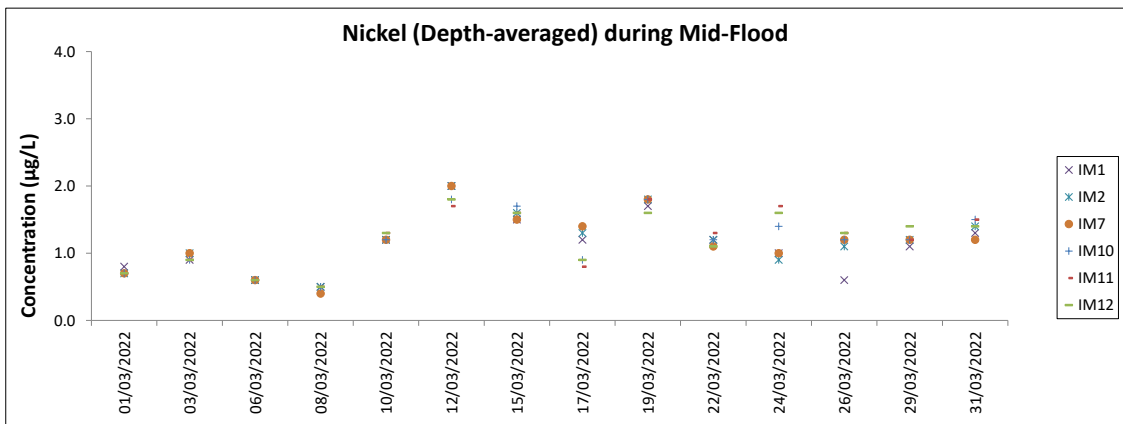 Nickel (Depth-averaged) during Mid-Flood
Concentration (µg/L)
4.0
3.0
2.0
1.0
0.0
01/03/2022
03/03/2022
06/03/2022
08/03/2022
10/03/2022
12/03/2022
15/03/2022
17/03/2022
19/03/2022
22/03/2022
24/03/2022
26/03/2022
29/03/2022
31/03/2022
IM1
IM2
IM7
IM10
IM11
IM12